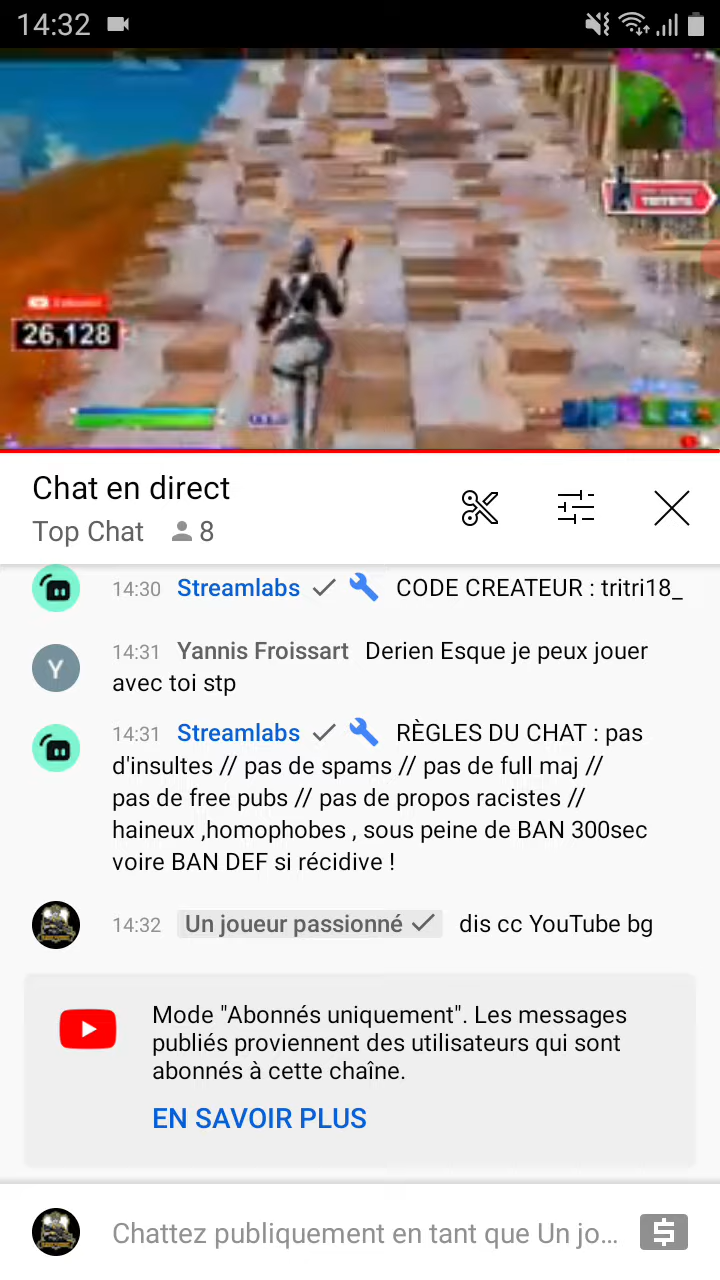 14:32
26,128
Chat en direct
Top Chat 8
14:30 Streamlabs CODE CREATEUR : tritri18_
Y 14:31 Yannis Froissart Derien Esque je peux jouer
avec toi stp
14:31 Streamlabs RÈGLES DU CHAT : pas
d'insultes // pas de spams // pas de full maj //
pas de free pubs // pas de propos racistes //
haineux ,homophobes , sous peine de BAN 300sec
voire BAN DEF si récidive !
14:32 Un joueur passionné dis cc YouTube bg
Mode "Abonnés uniquement". Les messages
publiés proviennent des utilisateurs qui sont
abonnés à cette chaîne.
EN SAVOIR PLUS
Chattez publiquement en tant que Un jo… $